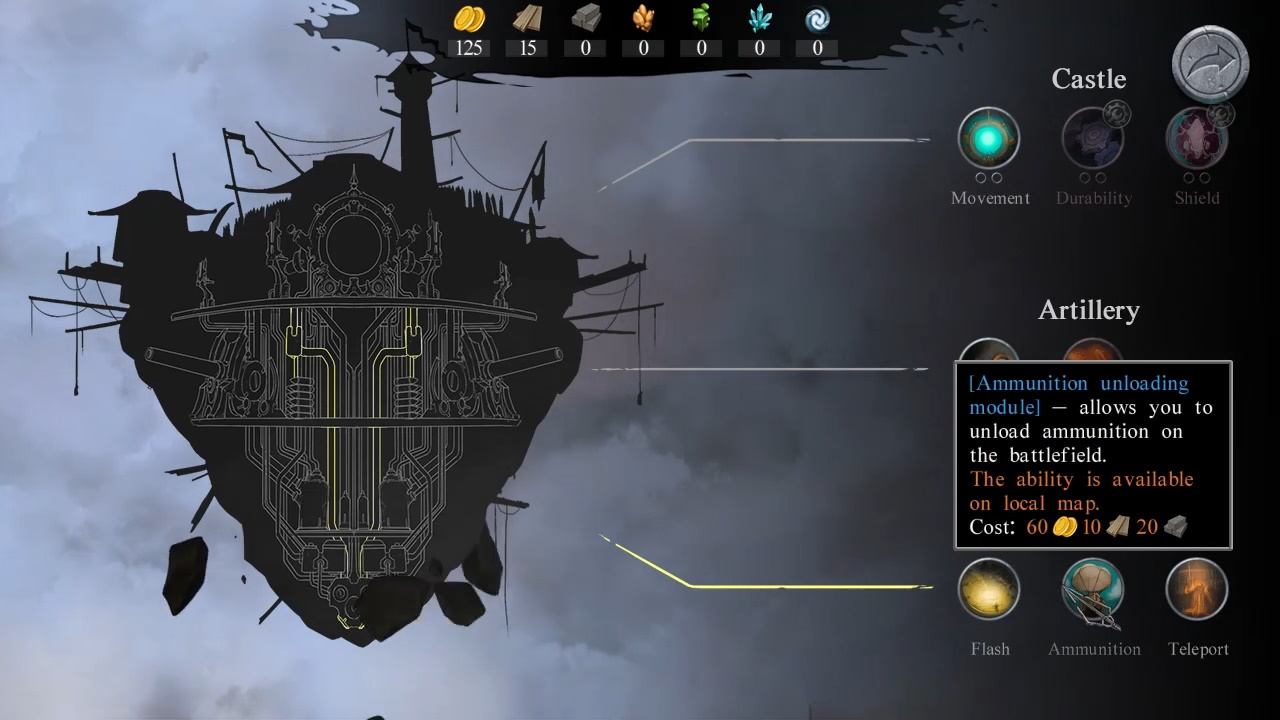 125 15 0 0 0 0 0
Castle
Movement Durability Shield
Artillery
[Ammunition unloading
module] — allows you to
unload ammunition on
the battlefield.
The ability is available
on local map.
Cost: 60 10 20
Flash Ammunition Teleport